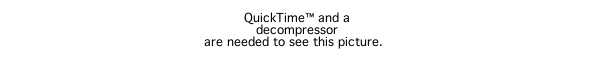 QuickTime™ and a
decompressor
are needed to see this picture.